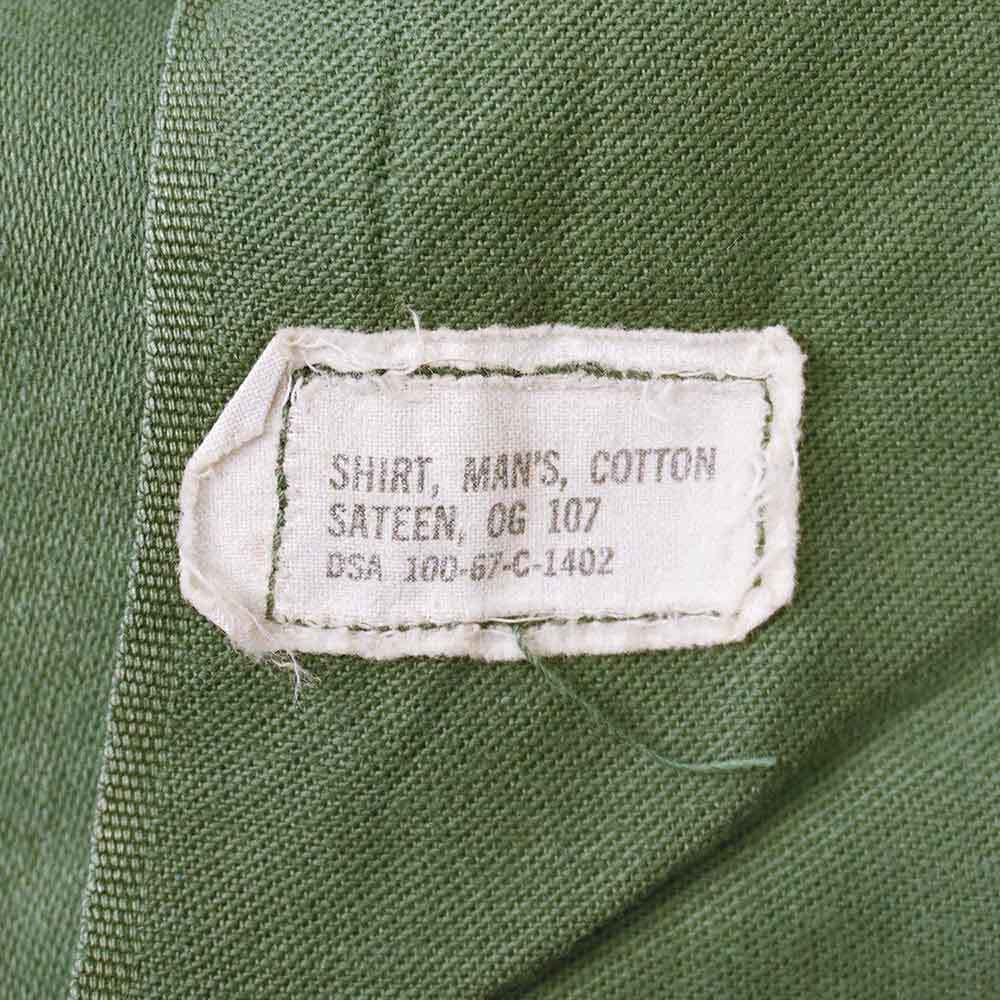 SHIRT, MAN'S, COTTON
SATEEN, OG 107
DSA 100-67-C-1402